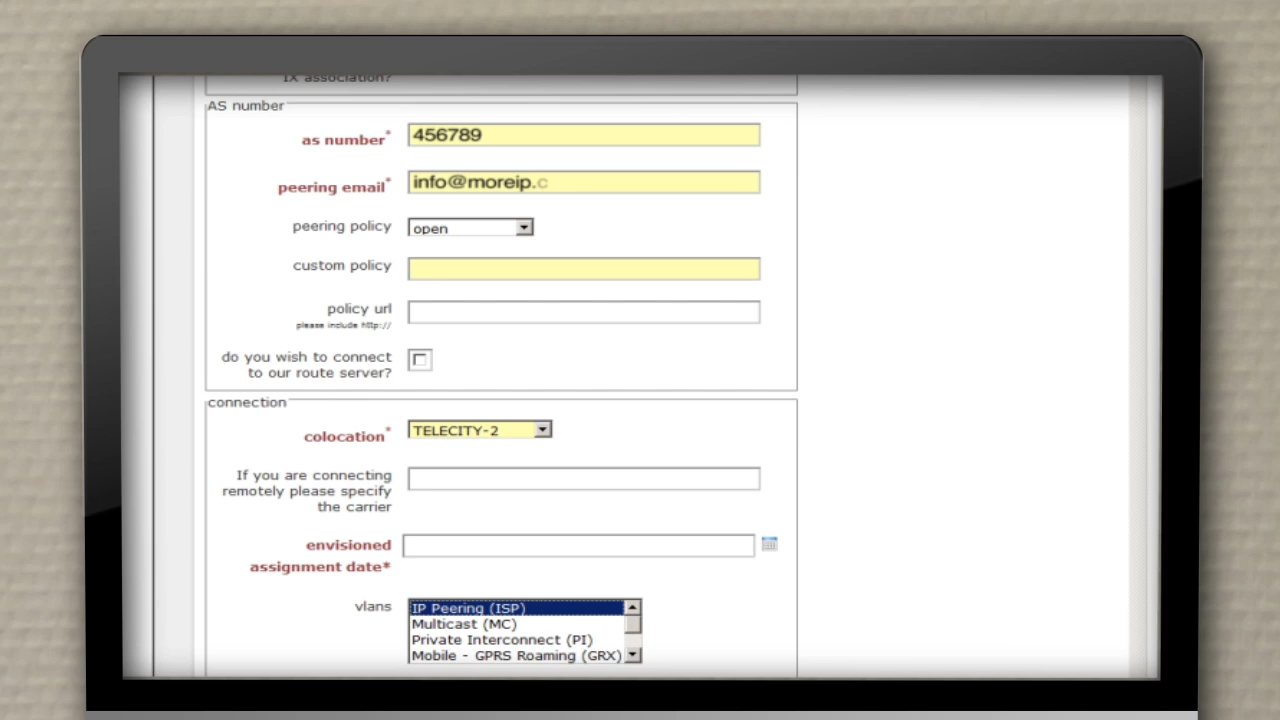 IX association?
AS number
as number* 456789
peering email* info@moreip.c
peering policy open
custom policy
policy url
please include http://
do you wish to connect
to our route server?
connection
colocation* TELECITY-2
If you are connecting
remotely please specify
the carrier
envisioned
assignment date*
vlans IP Peering (ISP)
Multicast (MC)
Private Interconnect (PI)
Mobile - GPRS Roaming (GRX)